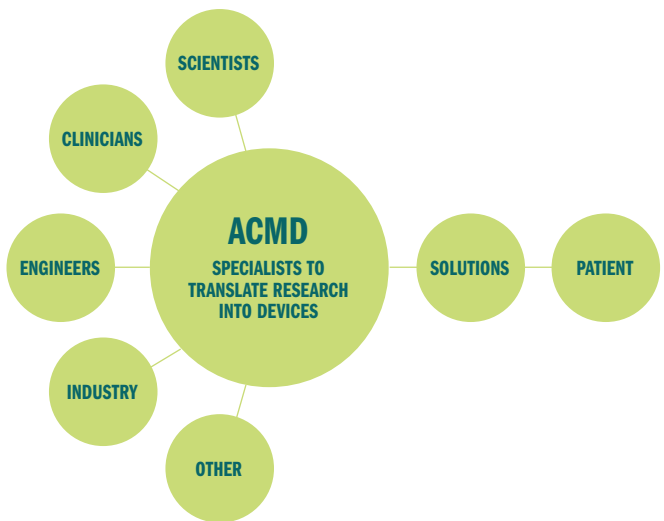 SCIENTISTS
CLINICIANS
ENGINEERS
INDUSTRY
OTHER
ACMD
SPECIALISTS TO
TRANSLATE RESEARCH
INTO DEVICES
SOLUTIONS
PATIENT